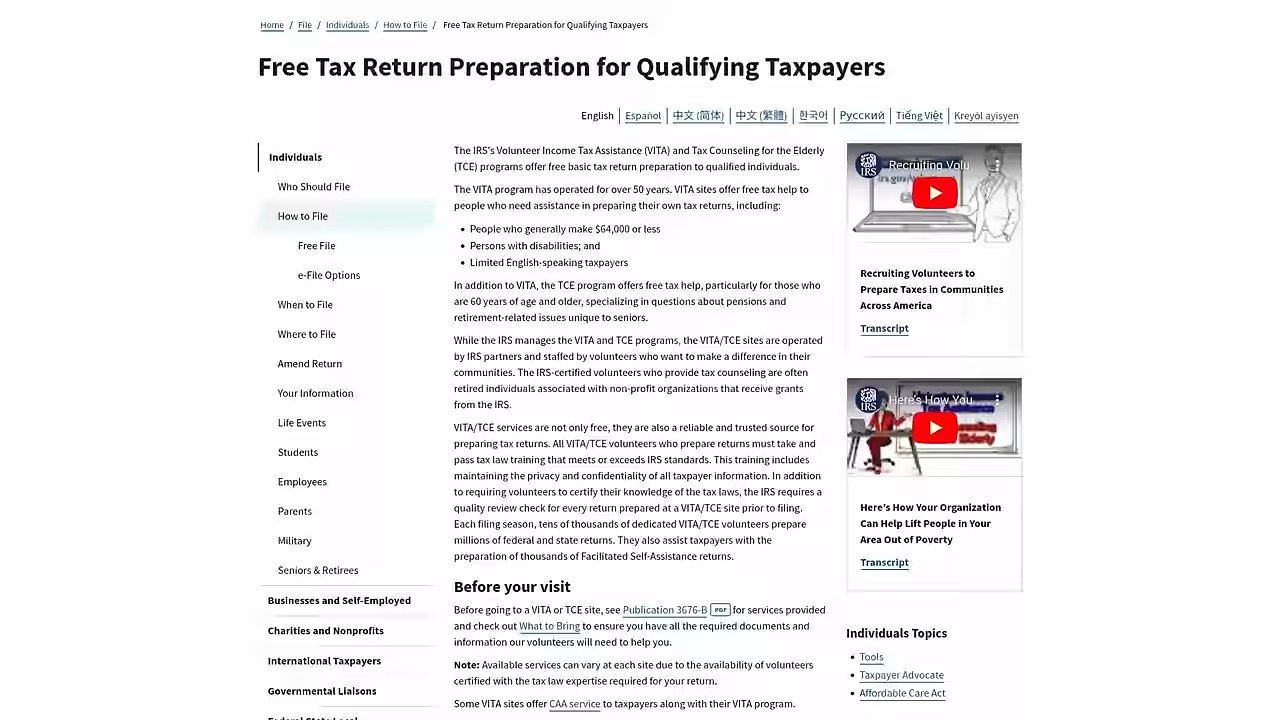 Home / File / Individuals / How to File / Free Tax Return Preparation for Qualifying Taxpayers
Free Tax Return Preparation for Qualifying Taxpayers
English | Español | 中文 (简体) | 中文 (繁體) | 한국어 | Русский | Tiếng Việt | Kreyòl ayisyen
Individuals
Who Should File
How to File
Free File
e-File Options
When to File
Where to File
Amend Return
Your Information
Life Events
Students
Employees
Parents
Military
Seniors & Retirees
Businesses and Self-Employed
Charities and Nonprofits
International Taxpayers
Governmental Liaisons
The IRS's Volunteer Income Tax Assistance (VITA) and Tax Counseling for the Elderly
(TCE) programs offer free basic tax return preparation to qualified individuals.
The VITA program has operated for over 50 years. VITA sites offer free tax help to
people who need assistance in preparing their own tax returns, including:
• People who generally make $64,000 or less
• Persons with disabilities; and
• Limited English-speaking taxpayers
In addition to VITA, the TCE program offers free tax help, particularly for those who
are 60 years of age and older, specializing in questions about pensions and
retirement-related issues unique to seniors.
While the IRS manages the VITA and TCE programs, the VITA/TCE sites are operated
by IRS partners and staffed by volunteers who want to make a difference in their
communities. The IRS-certified volunteers who provide tax counseling are often
retired individuals associated with non-profit organizations that receive grants
from the IRS.
VITA/TCE services are not only free, they are also a reliable and trusted source for
preparing tax returns. All VITA/TCE volunteers who prepare returns must take and
pass tax law training that meets or exceeds IRS standards. This training includes
maintaining the privacy and confidentiality of all taxpayer information. In addition
to requiring volunteers to certify their knowledge of the tax laws, the IRS requires a
quality review check for every return prepared at a VITA/TCE site prior to filing.
Each filing season, tens of thousands of dedicated VITA/TCE volunteers prepare
millions of federal and state returns. They also assist taxpayers with the
preparation of thousands of Facilitated Self-Assistance returns.
Before your visit
Before going to a VITA or TCE site, see Publication 3676-B PDF for services provided
and check out What to Bring to ensure you have all the required documents and
information our volunteers will need to help you.
Note: Available services can vary at each site due to the availability of volunteers
certified with the tax law expertise required for your return.
Some VITA sites offer CAA service to taxpayers along with their VITA program.
IRS
Recruiting Volu...
Recruiting Volunteers to
Prepare Taxes in Communities
Across America
Transcript
IRS
Here's How You...
Here's How Your Organization
Can Help Lift People in Your
Area Out of Poverty
Transcript
Individuals Topics
• Tools
• Taxpayer Advocate
• Affordable Care Act